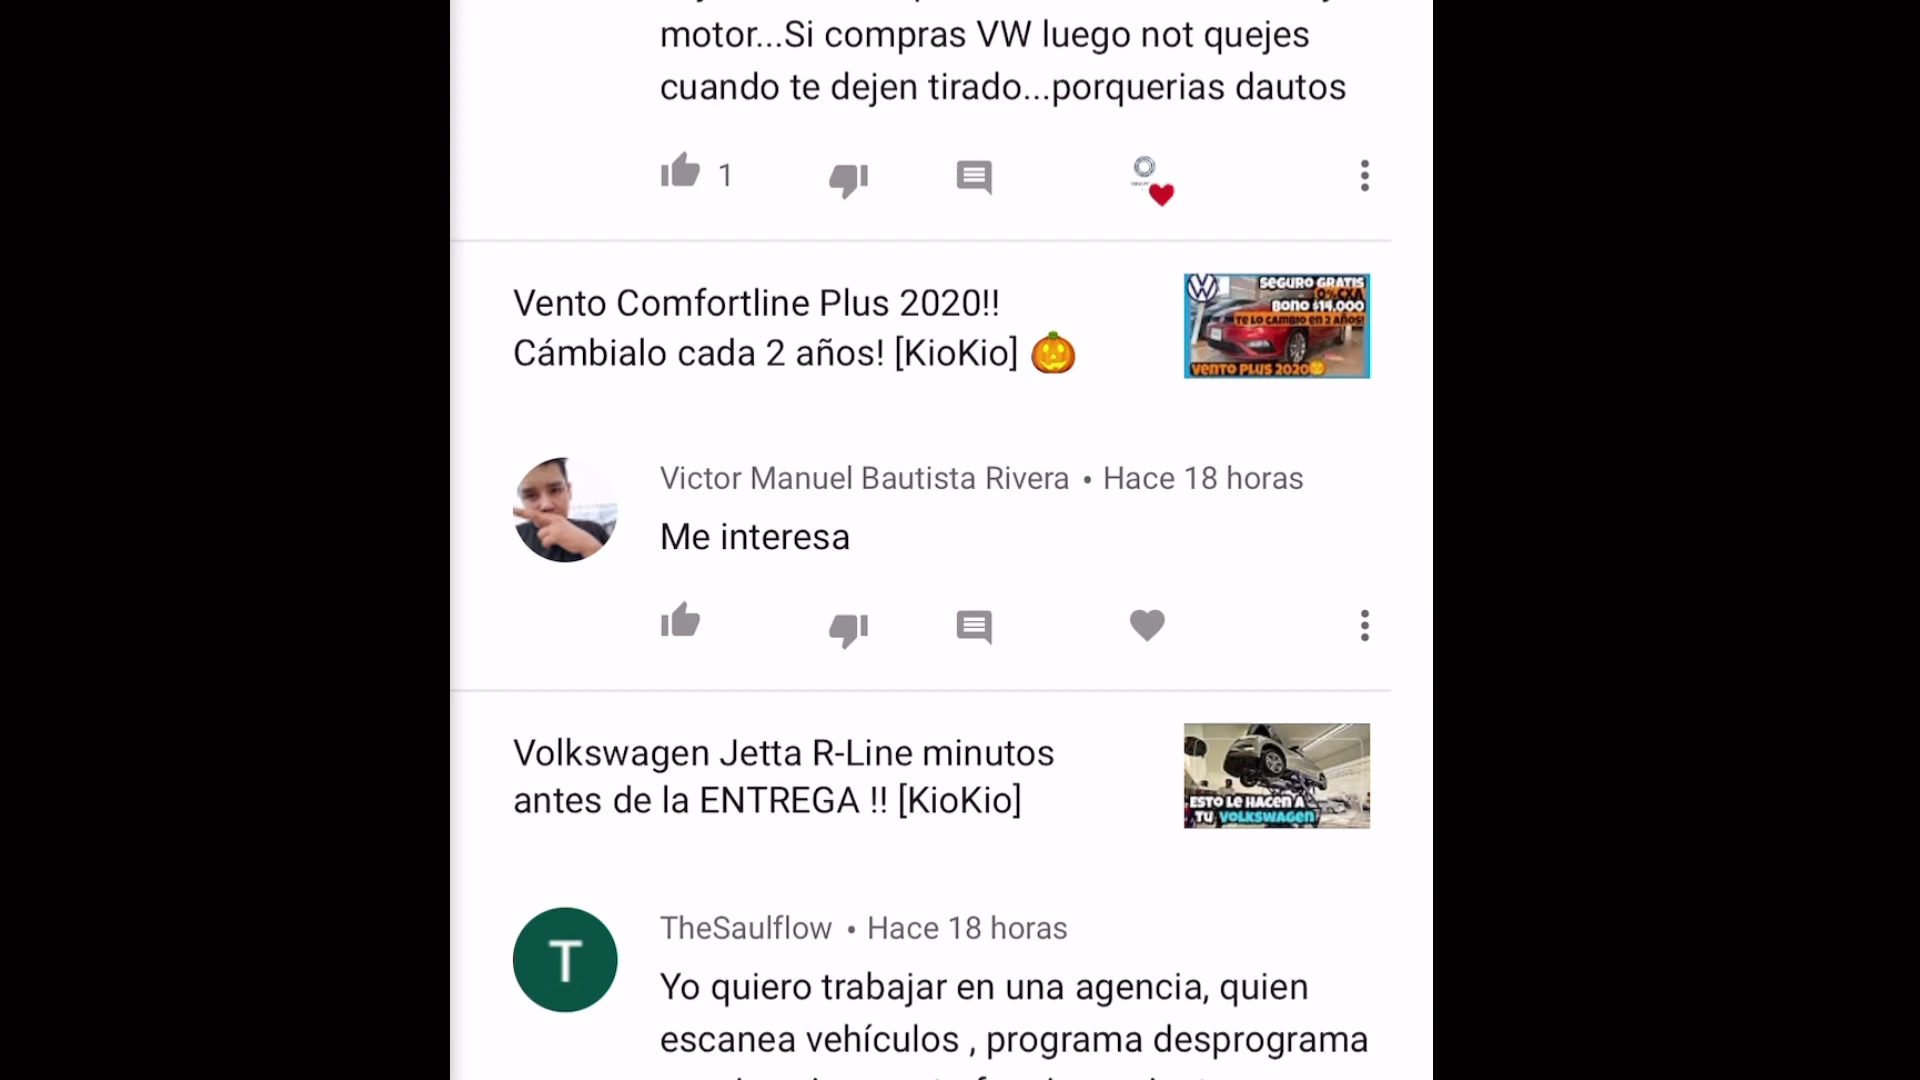 motor...Si compras VW luego not quejes
cuando te dejen tirado...porquerias dautos
1
Vento Comfortline Plus 2020!!
Cámbialo cada 2 años! [KioKio] 🎃
SEGURO GRATIS
0% CXA
BONO $14,000
TE LO CAMBIO EN 2 AÑOS!
VENTO PLUS 2020
Victor Manuel Bautista Rivera • Hace 18 horas
Me interesa
Volkswagen Jetta R-Line minutos
antes de la ENTREGA !! [KioKio]
ESTO LE HACEN A
TU VOLKSWAGEN
T
TheSaulflow • Hace 18 horas
Yo quiero trabajar en una agencia, quien
escanea vehículos , programa desprograma